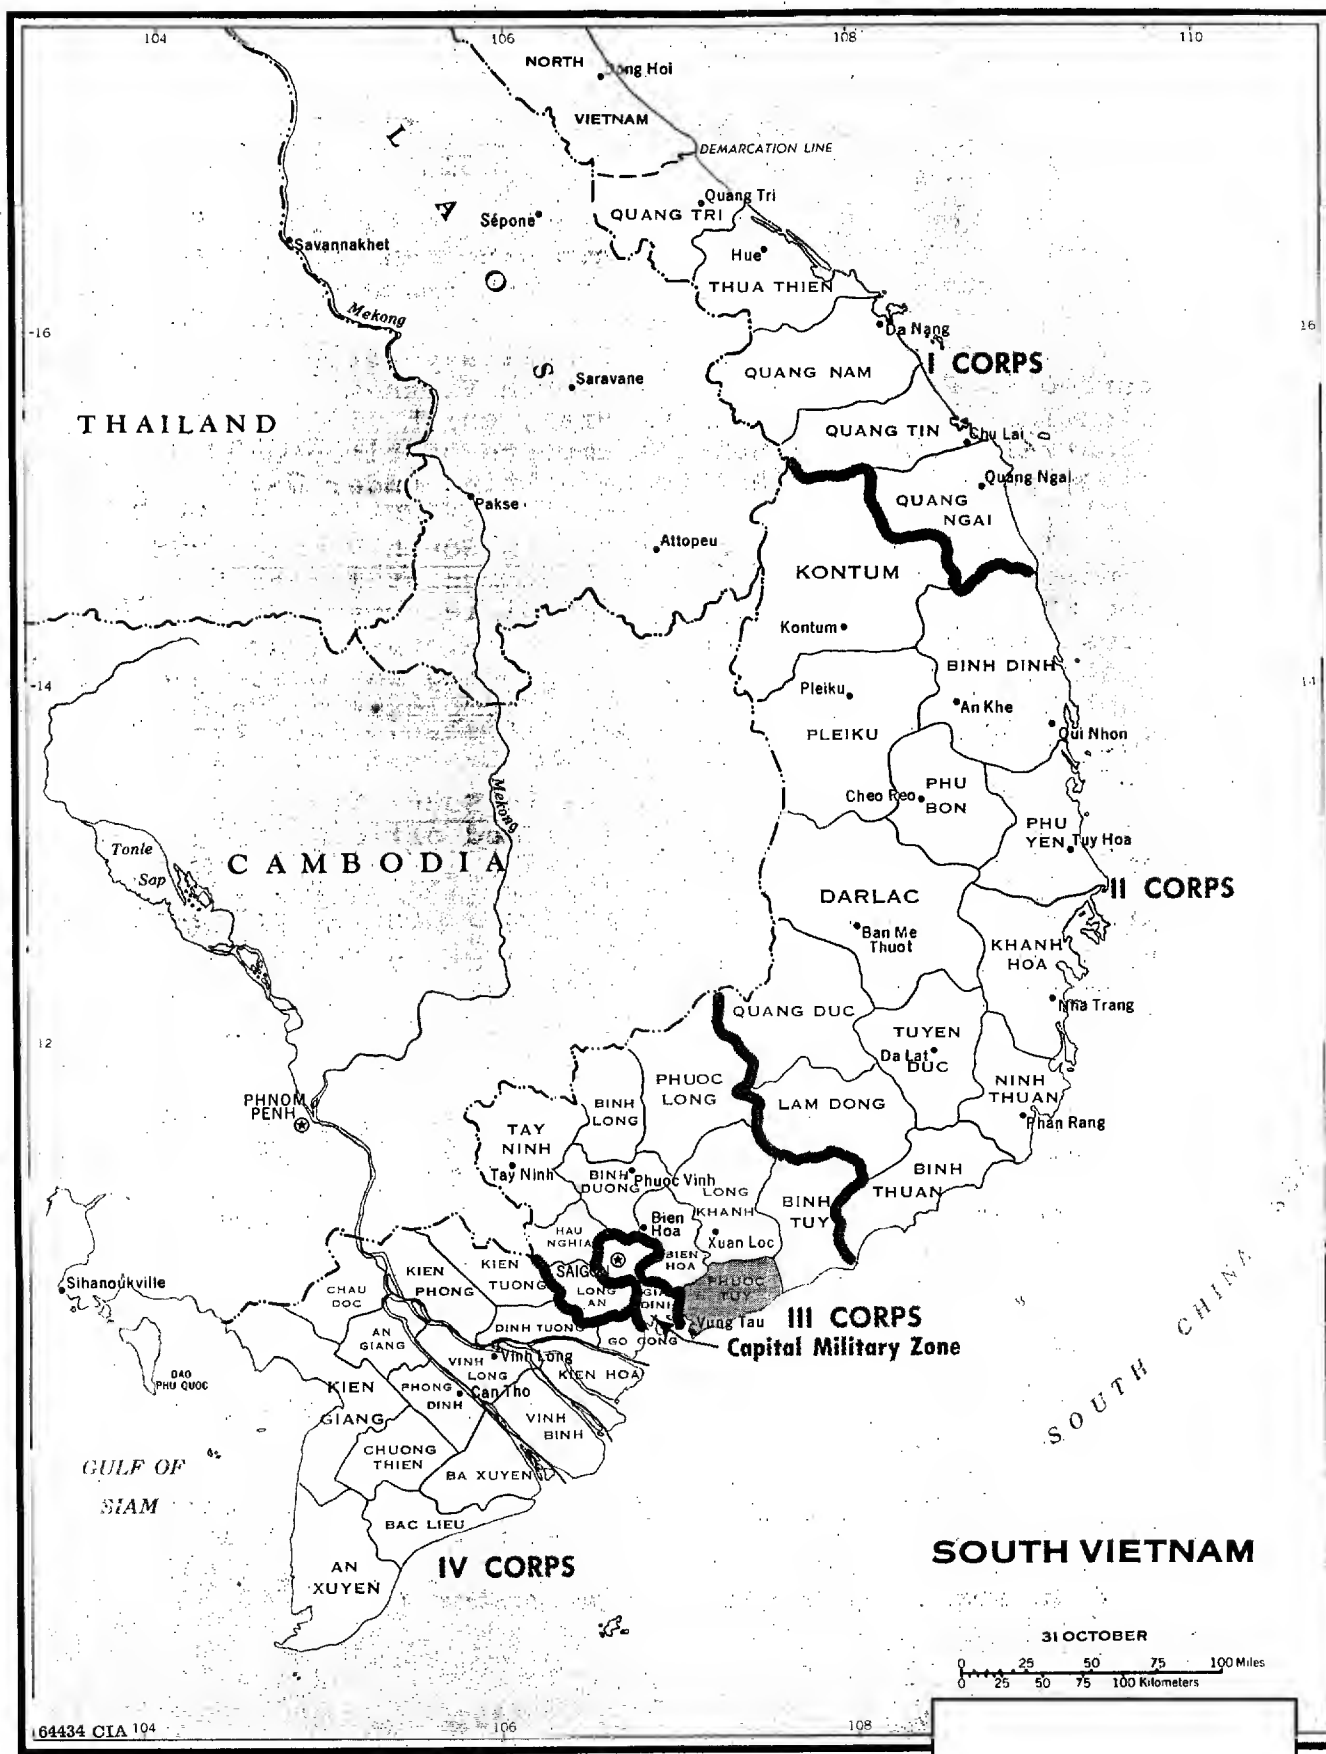 104
106
108
110
NORTH
ng Hoi
VIETNAM
DEMARCATION LINE
L
A
O
S
Quang Tri
QUANG TRI
Sépone
Hue
THUA THIEN
Savannakhet
Mekong
16
16
Da Nang
I CORPS
QUANG NAM
Saravane
THAILAND
QUANG TIN
Chu Lai
Quang Ngai
QUANG
NGAI
Pakse
Attopeu
KONTUM
Kontum
BINH DINH
14
14
Pleiku
An Khe
PLEIKU
Qui Nhon
Mekong
Cheo Reo
PHU
BON
PHU
YEN
Tuy Hoa
Tonle
Sap
CAMBODIA
II CORPS
DARLAC
Ban Me
Thuot
KHANH
HOA
Nha Trang
QUANG DUC
12
TUYEN
DUC
Da Lat
PHUOC
LONG
NINH
THUAN
Phan Rang
LAM DONG
PHNOM
PENH
BINH
LONG
TAY
NINH
Tay Ninh
BINH
DUONG
Phuoc Vinh
LONG
KHANH
BINH
TUY
BINH
THUAN
Bien
Hoa
Xuan Loc
HAU
NGHIA
BIEN
HOA
SAIGO
KIEN
PHONG
KIEN
TUONG
LONG
AN
GIA
DINH
PHUOC
TUY
Sihanoukville
CHAU
DOC
Vung Tau
III CORPS
Capital Military Zone
AN
GIANG
DINH TUONG
GO CONG
VINH
LONG
Vinh Long
KIEN HOA
DAO
PHU QUOC
KIEN
GIANG
PHONG
DINH
Can Tho
VINH
BINH
CHUONG
THIEN
BA XUYEN
GULF OF
SIAM
SOUTH CHINA
BAC LIEU
AN
XUYEN
IV CORPS
SOUTH VIETNAM
31 OCTOBER
0 25 50 75 100 Miles
0 25 50 75 100 Kilometers
64434 CIA
104
106
108